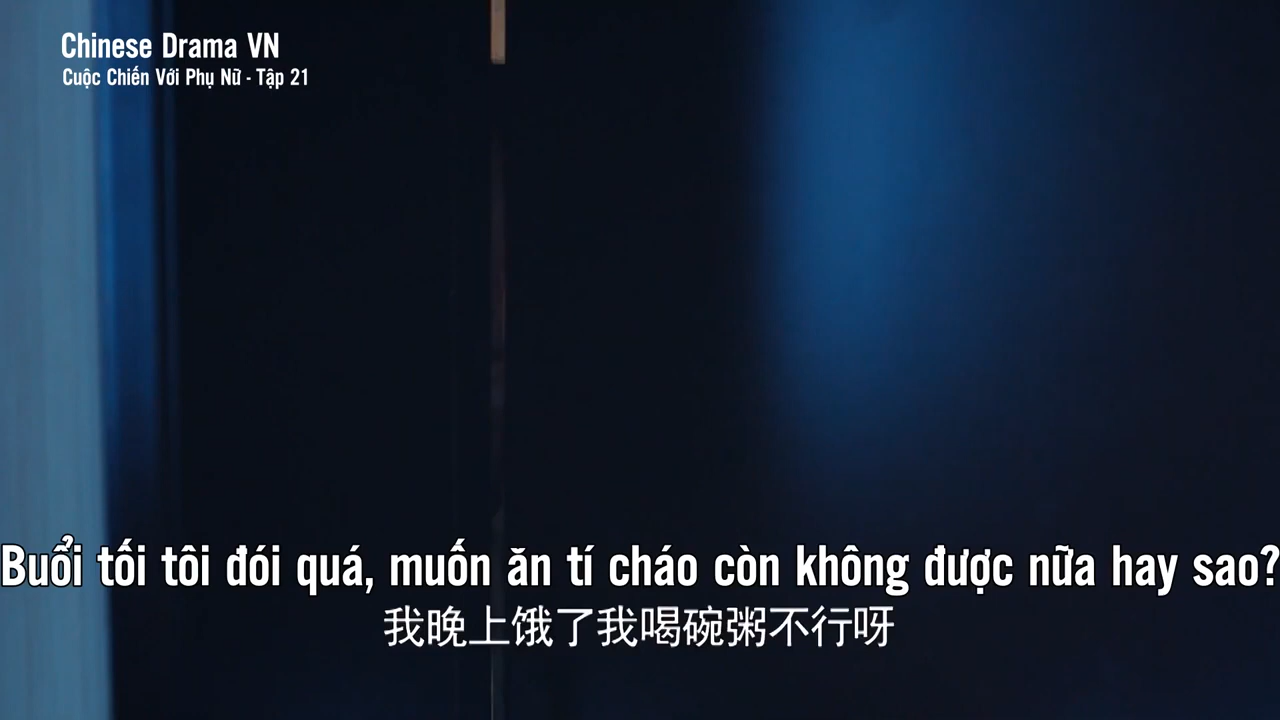 Chinese Drama VN
Cuộc Chiến Với Phụ Nữ - Tập 21
Buổi tối tôi đói quá, muốn ăn tí cháo còn không được nữa hay sao?
我晚上饿了我喝碗粥不行呀